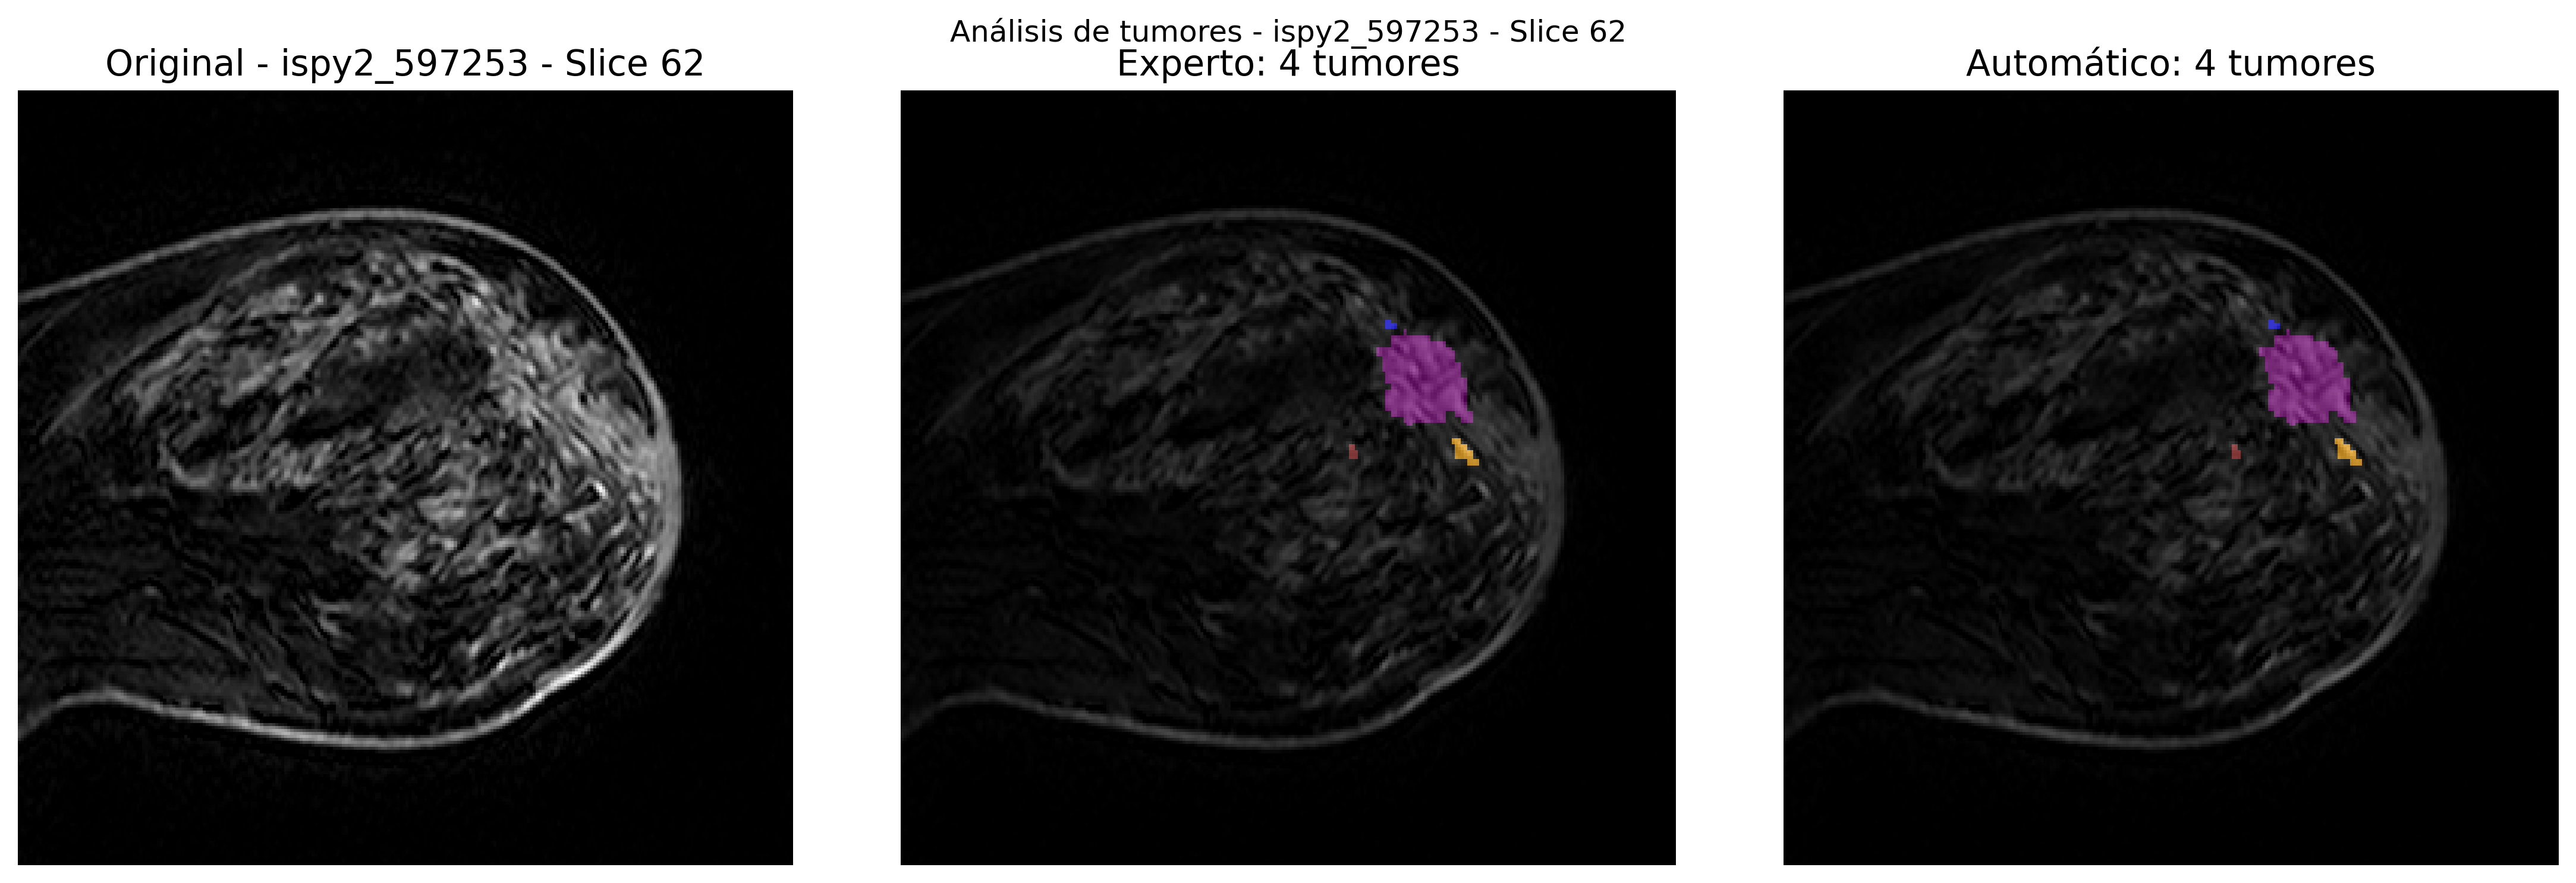 Análisis de tumores - ispy2_597253 - Slice 62
Original - ispy2_597253 - Slice 62
Experto: 4 tumores
Automático: 4 tumores